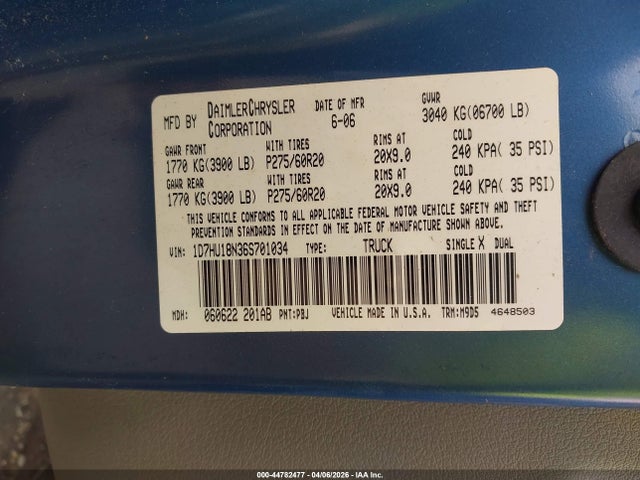 MFD BY DAIMLERCHRYSLER CORPORATION DATE OF MFR 6-06 GVWR 3040 KG(06700 LB)
GAWR FRONT WITH TIRES RIMS AT COLD
1770 KG(3900 LB) P275/60R20 20X9.0 240 KPA( 35 PSI)
GAWR REAR WITH TIRES RIMS AT COLD
1770 KG(3900 LB) P275/60R20 20X9.0 240 KPA( 35 PSI)
THIS VEHICLE CONFORMS TO ALL APPLICABLE FEDERAL MOTOR VEHICLE SAFETY AND THEFT
PREVENTION STANDARDS IN EFFECT ON THE DATE OF MANUFACTURE SHOWN ABOVE.
VIN: 1D7HU18N36S701034 TYPE: TRUCK SINGLE X DUAL
MDH: 060622 201AB PNT:PBJ VEHICLE MADE IN U.S.A. TRM:M9D5 4648503
000-44782477 - 04/06/2026 - IAA Inc.